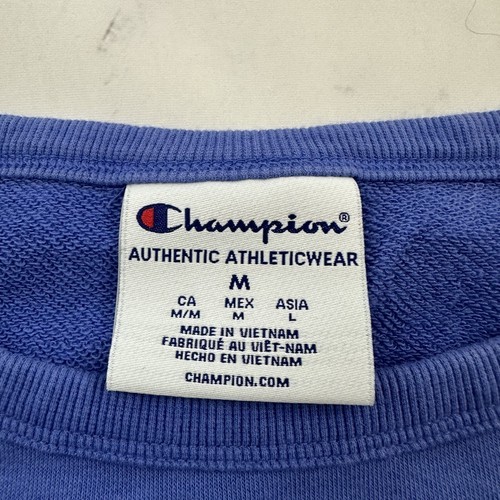 Champion®
AUTHENTIC ATHLETICWEAR
M
CA MEX ASIA
M/M M L
MADE IN VIETNAM
FABRIQUÉ AU VIÊT-NAM
HECHO EN VIETNAM
CHAMPION.COM